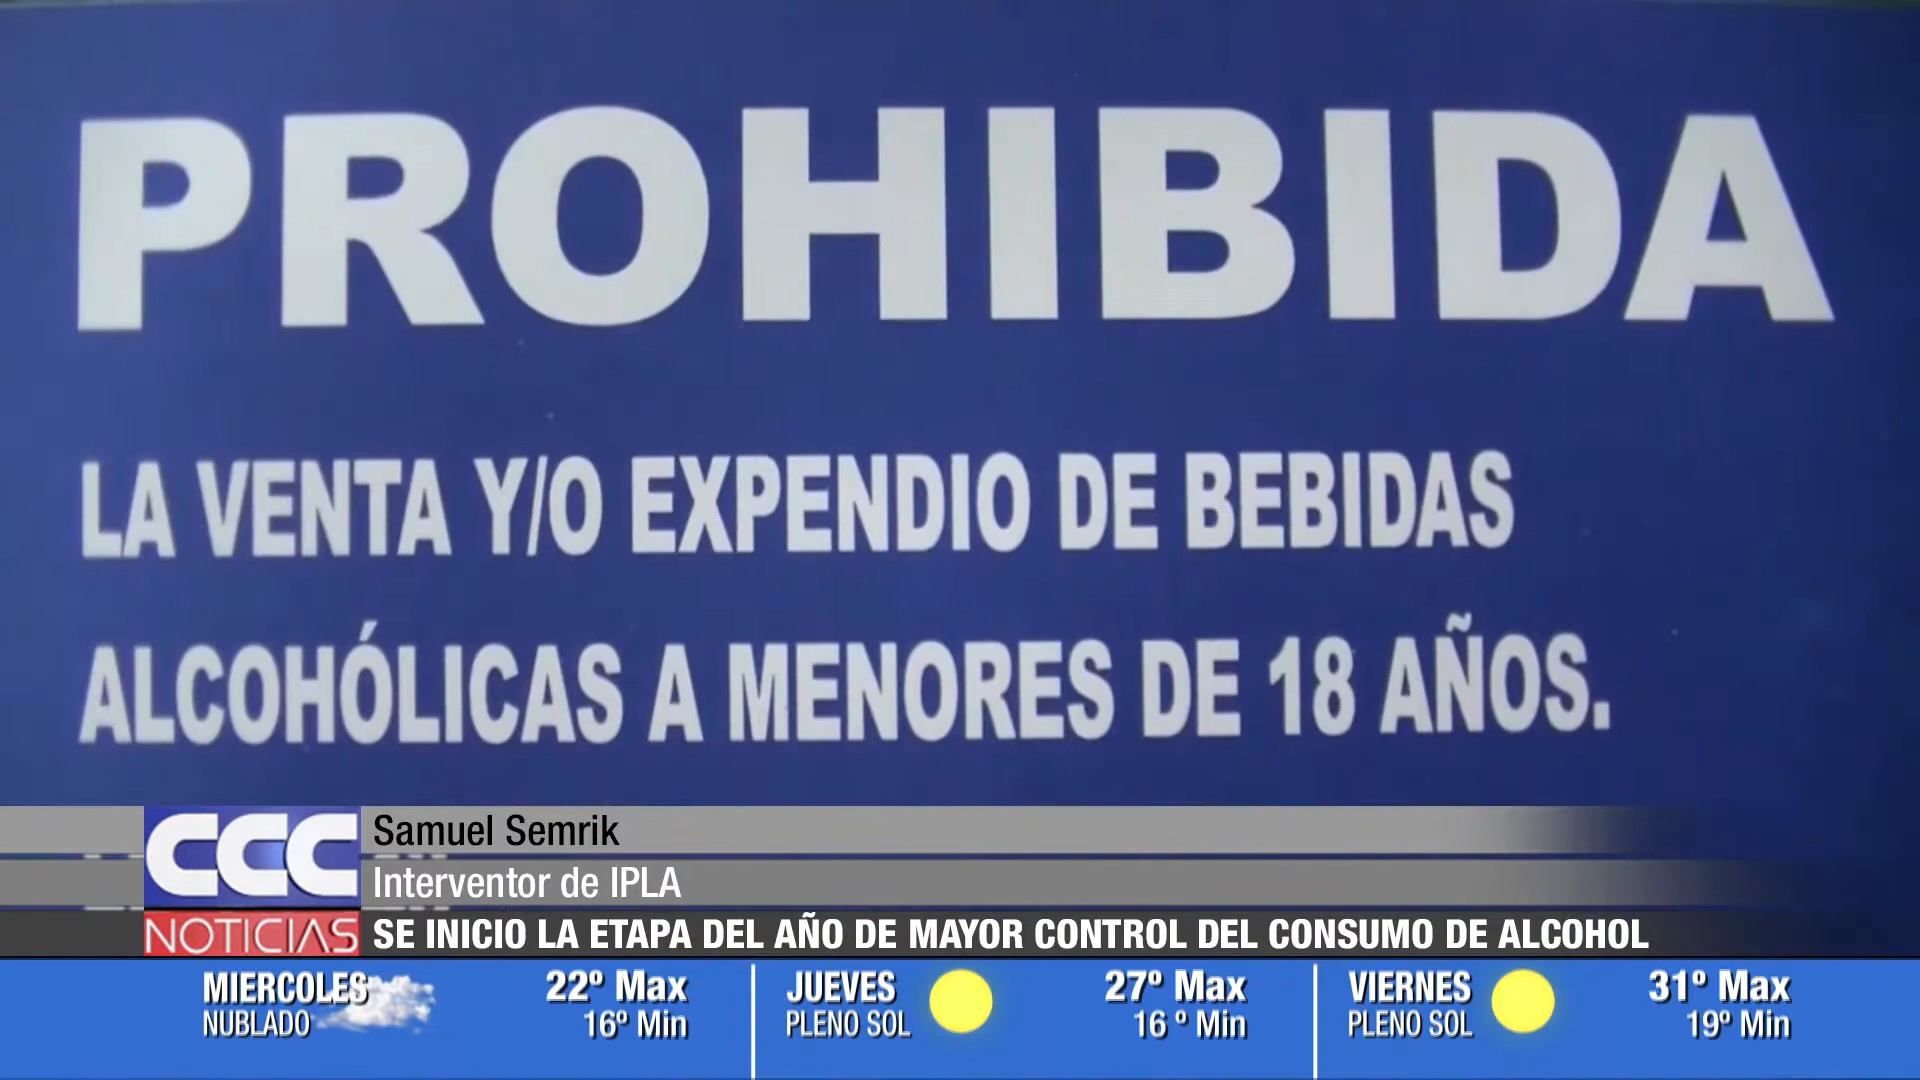 PROHIBIDA
LA VENTA Y/O EXPENDIO DE BEBIDAS
ALCOHÓLICAS A MENORES DE 18 AÑOS.
CCC
NOTICIAS
Samuel Semrik
Interventor de IPLA
SE INICIO LA ETAPA DEL AÑO DE MAYOR CONTROL DEL CONSUMO DE ALCOHOL
MIERCOLES
NUBLADO
22º Max
16º Min
JUEVES
PLENO SOL
27º Max
16 º Min
VIERNES
PLENO SOL
31º Max
19º Min